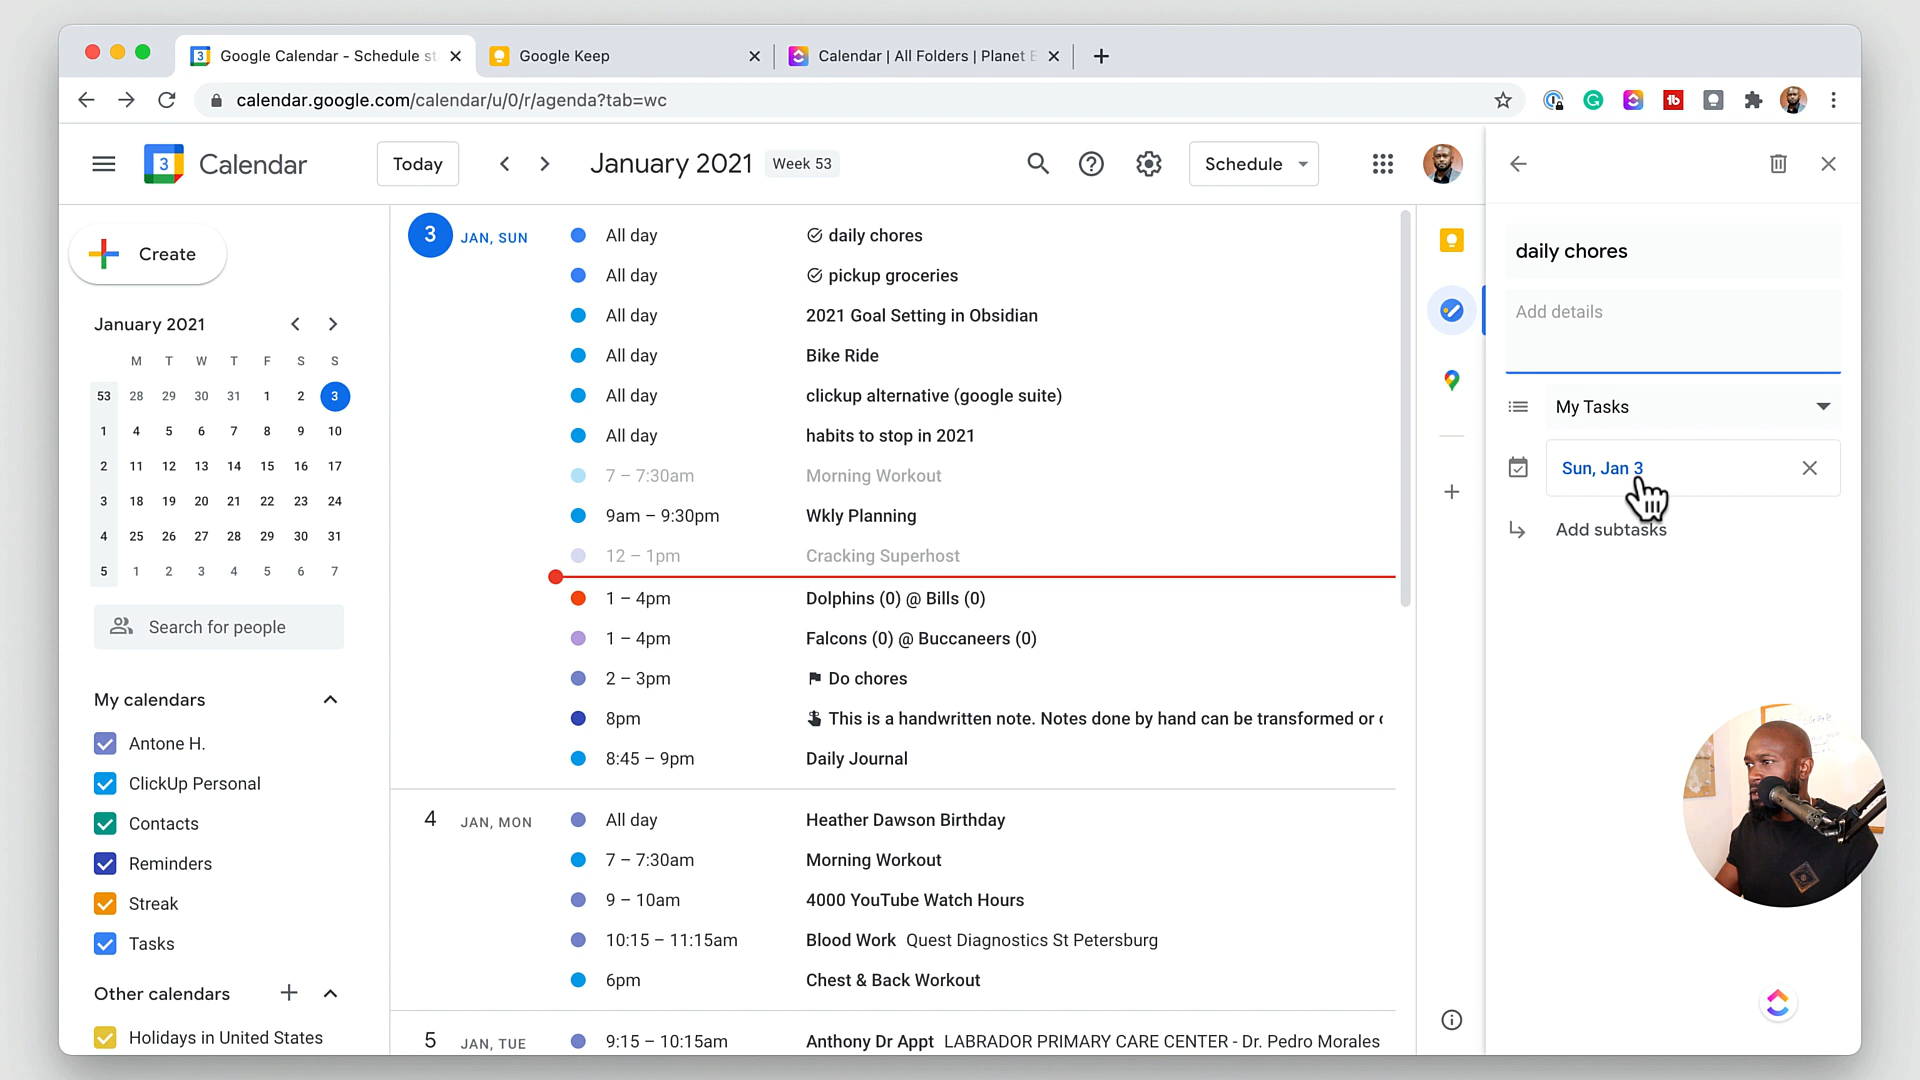 Google Calendar - Schedule st
Google Keep
Calendar | All Folders | Planet E
calendar.google.com/calendar/u/0/r/agenda?tab=wc
tb
3
Calendar
Today
January 2021
Week 53
Schedule
Create
January 2021
M T W T F S S
53 28 29 30 31 1 2 3
1 4 5 6 7 8 9 10
2 11 12 13 14 15 16 17
3 18 19 20 21 22 23 24
4 25 26 27 28 29 30 31
5 1 2 3 4 5 6 7
Search for people
My calendars
Antone H.
ClickUp Personal
Contacts
Reminders
Streak
Tasks
Other calendars
Holidays in United States
3 JAN, SUN All day daily chores
All day pickup groceries
All day 2021 Goal Setting in Obsidian
All day Bike Ride
All day clickup alternative (google suite)
All day habits to stop in 2021
7 – 7:30am Morning Workout
9am – 9:30pm Wkly Planning
12 – 1pm Cracking Superhost
1 – 4pm Dolphins (0) @ Bills (0)
1 – 4pm Falcons (0) @ Buccaneers (0)
2 – 3pm Do chores
8pm This is a handwritten note. Notes done by hand can be transformed or
8:45 – 9pm Daily Journal
4 JAN, MON All day Heather Dawson Birthday
7 – 7:30am Morning Workout
9 – 10am 4000 YouTube Watch Hours
10:15 – 11:15am Blood Work Quest Diagnostics St Petersburg
6pm Chest & Back Workout
5 JAN, TUE 9:15 – 10:15am Anthony Dr Appt LABRADOR PRIMARY CARE CENTER - Dr. Pedro Morales
daily chores
Add details
My Tasks
Sun, Jan 3
Add subtasks